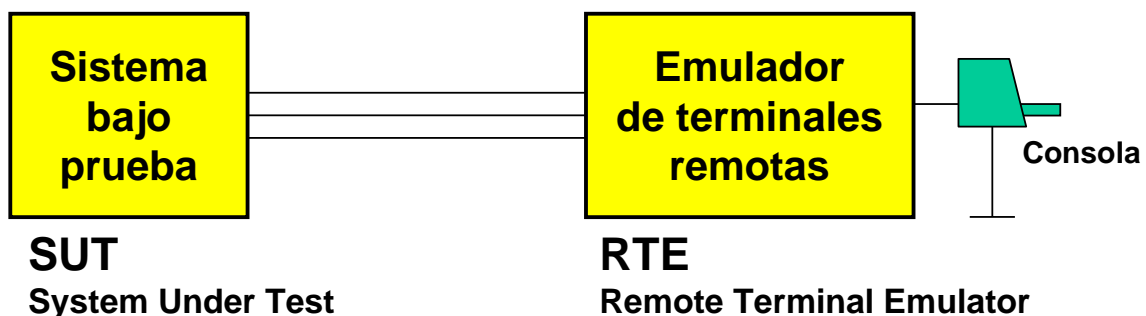 Sistema
bajo
prueba
Emulador
de terminales
remotas
Consola
SUT
System Under Test
RTE
Remote Terminal Emulator